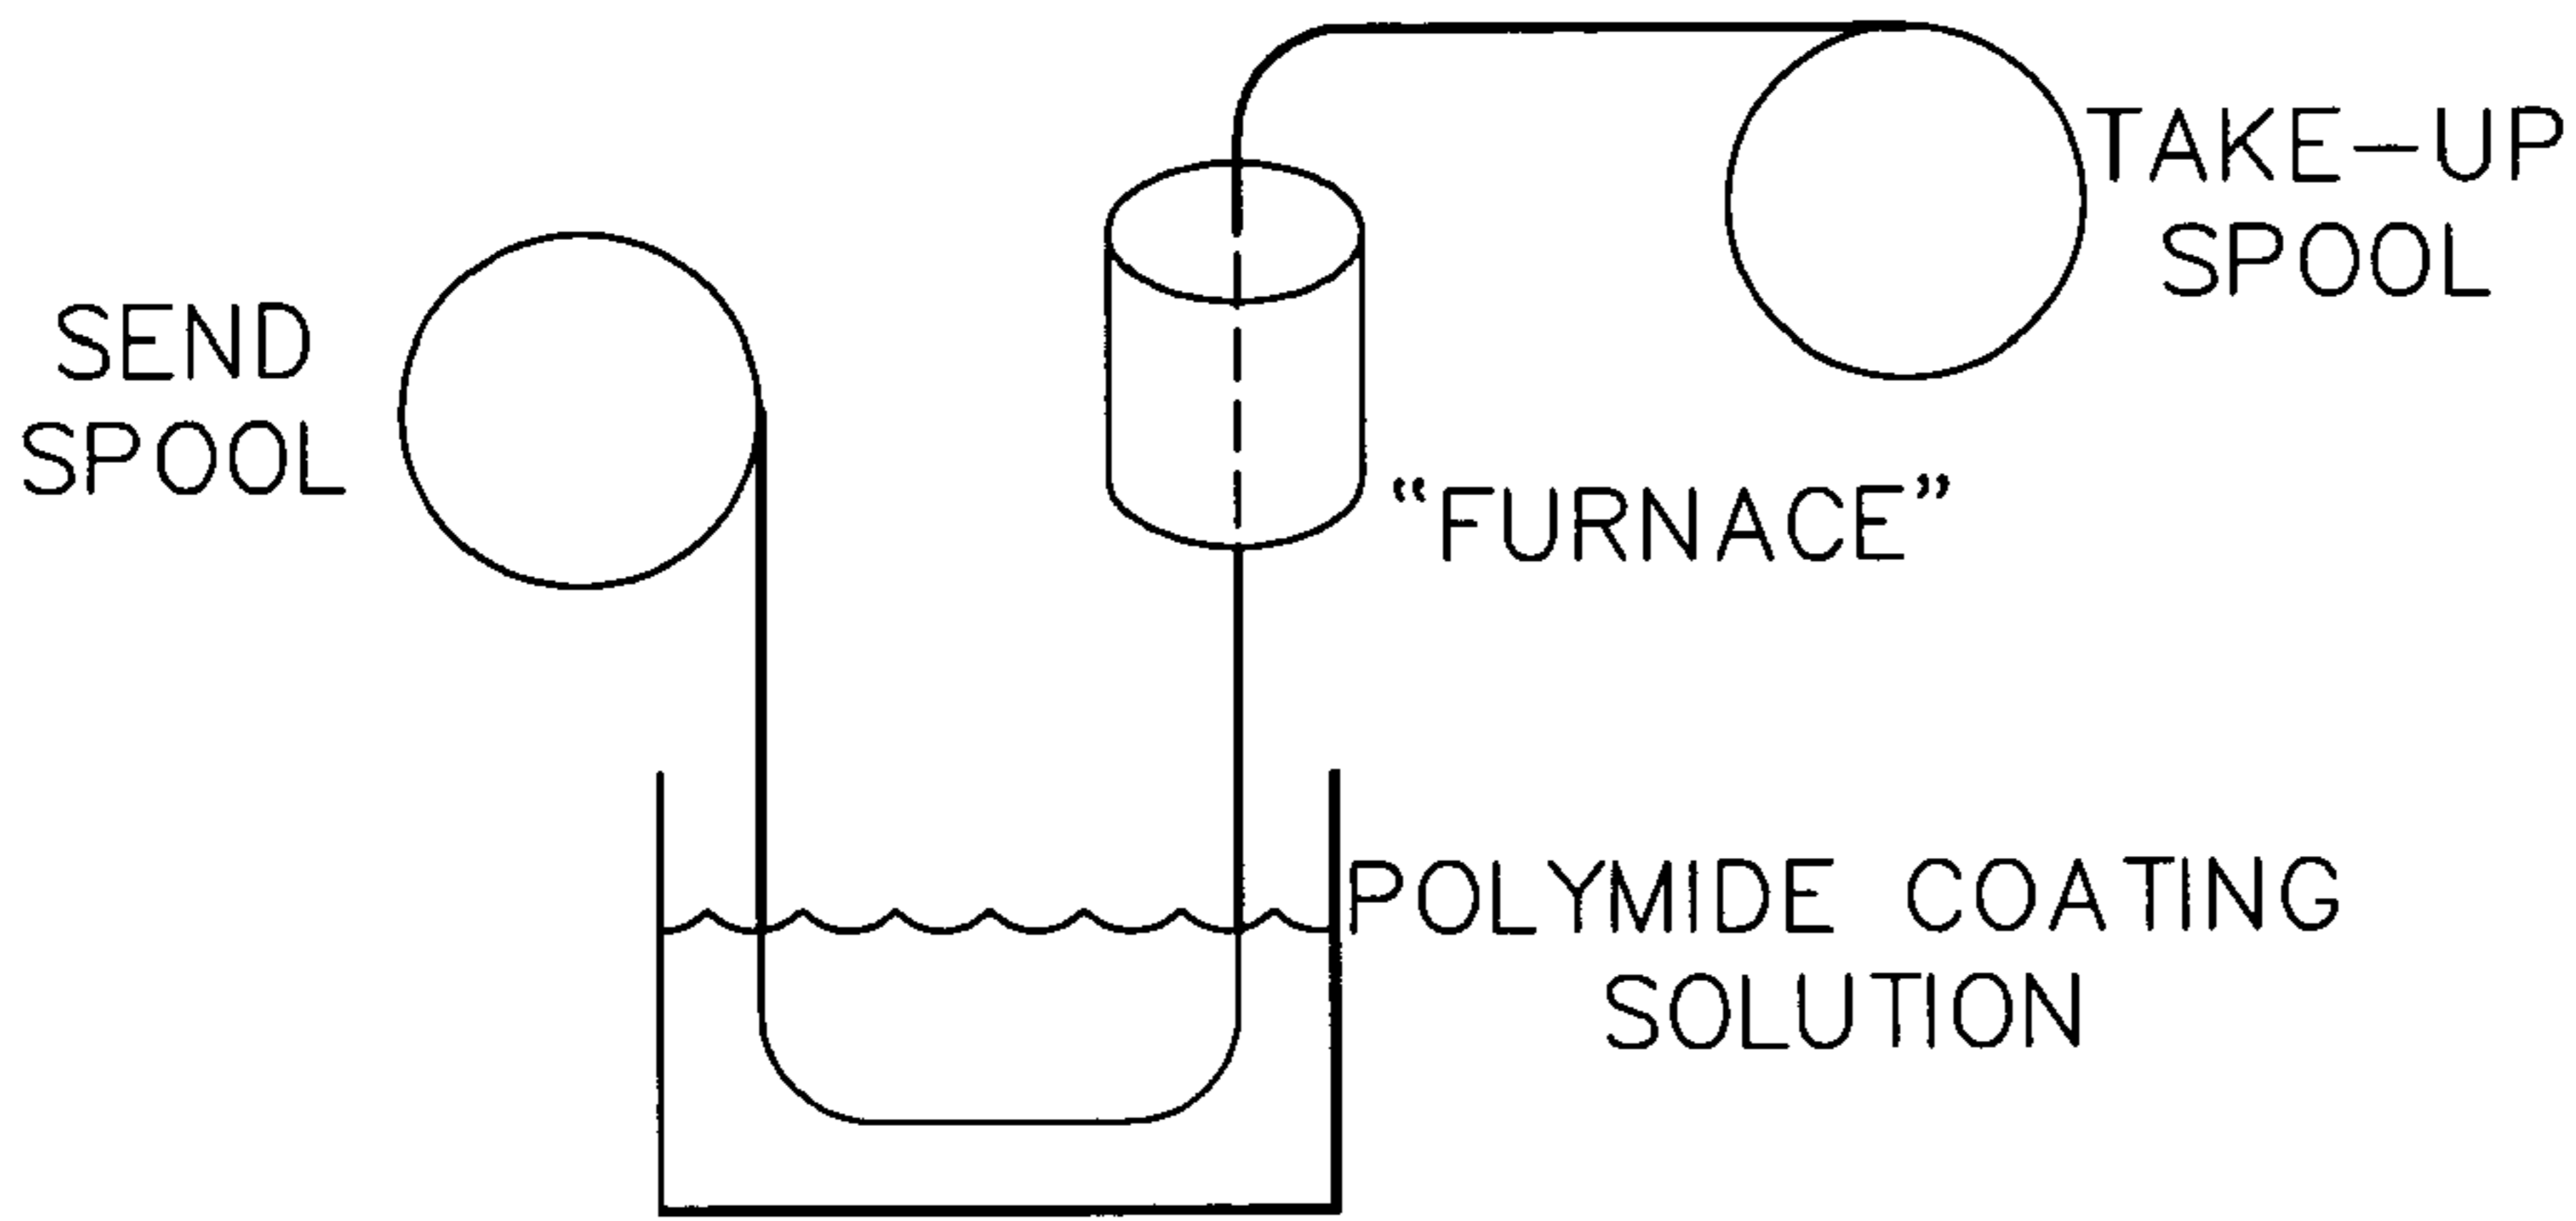 SEND
SPOOL
TAKE-UP
SPOOL
“FURNACE”
POLYMIDE COATING
SOLUTION